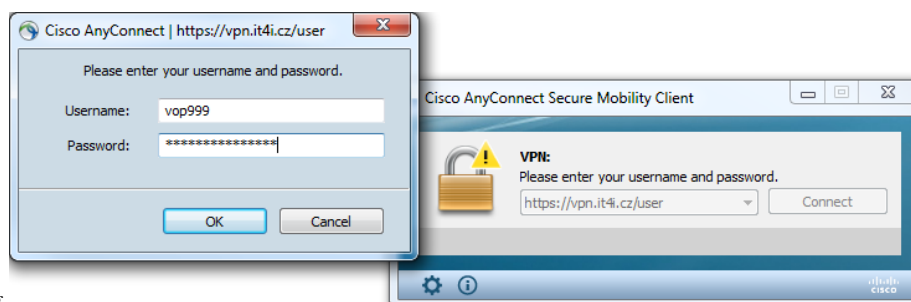 Cisco AnyConnect | https://vpn.it4i.cz/user
Please enter your username and password.
Username: vop999
Password: ***************
OK Cancel
Cisco AnyConnect Secure Mobility Client
VPN:
Please enter your username and password.
https://vpn.it4i.cz/user Connect
cisco